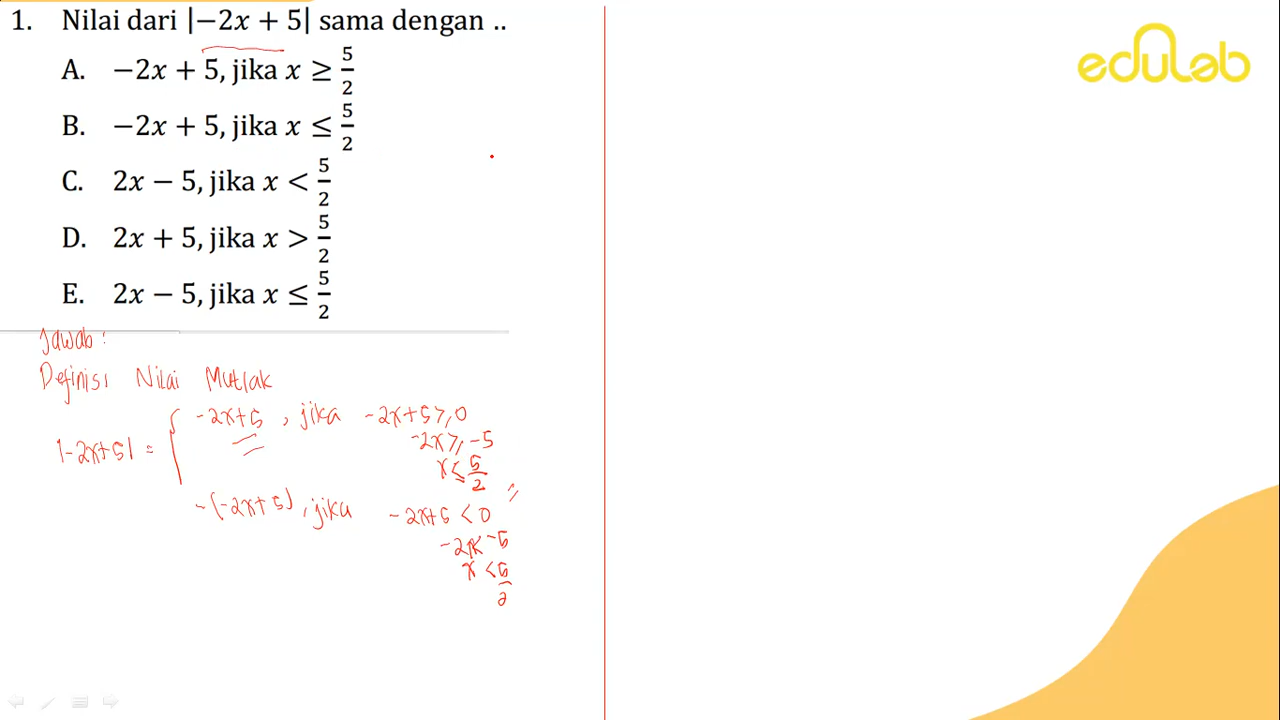 1. Nilai dari |−2x + 5| sama dengan ..
A. −2x + 5, jika x ≥ 5/2
B. −2x + 5, jika x ≤ 5/2
C. 2x − 5, jika x < 5/2
D. 2x + 5, jika x > 5/2
E. 2x − 5, jika x ≤ 5/2
Jawab :
Definisi Nilai Mutlak
|-2x+5| = { -2x+5 , jika -2x+5 ≥ 0
-2x ≥ -5
x ≤ 5/2
-(-2x+5) , jika -2x+5 < 0
-2x < -5
x < 5/2
edulab